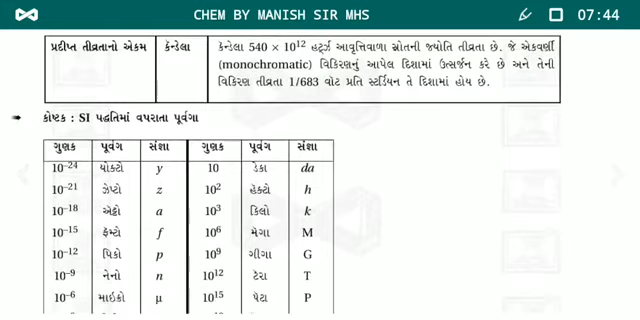 CHEM BY MANISH SIR MHS 07:44
પ્રદીપ્ત તીવ્રતાનો એકમ કૅન્ડેલા કૅન્ડેલા 540 × 10¹² હર્ટ્ઝ આવૃત્તિવાળા સ્રોતની જ્યોતિ તીવ્રતા છે. જે એકવર્ણી
(monochromatic) વિકિરણનું આપેલ દિશામાં ઉત્સર્જન કરે છે અને તેની
વિકિરણ તીવ્રતા 1/683 વોટ પ્રતિ સ્ટર્ડિયન તે દિશામાં હોય છે.
કોષ્ટક : SI પદ્ધતિમાં વપરાતા પૂર્વગા
ગુણક પૂર્વગ સંજ્ઞા ગુણક પૂર્વગ સંજ્ઞા
10⁻²⁴ યોક્ટો y 10 ડેકા da
10⁻²¹ ઝેપ્ટો z 10² હેક્ટો h
10⁻¹⁸ એટ્ટો a 10³ કિલો k
10⁻¹⁵ ફેમ્ટો f 10⁶ મેગા M
10⁻¹² પિકો p 10⁹ ગીગા G
10⁻⁹ નેનો n 10¹² ટેરા T
10⁻⁶ માઇક્રો μ 10¹⁵ પેટા P